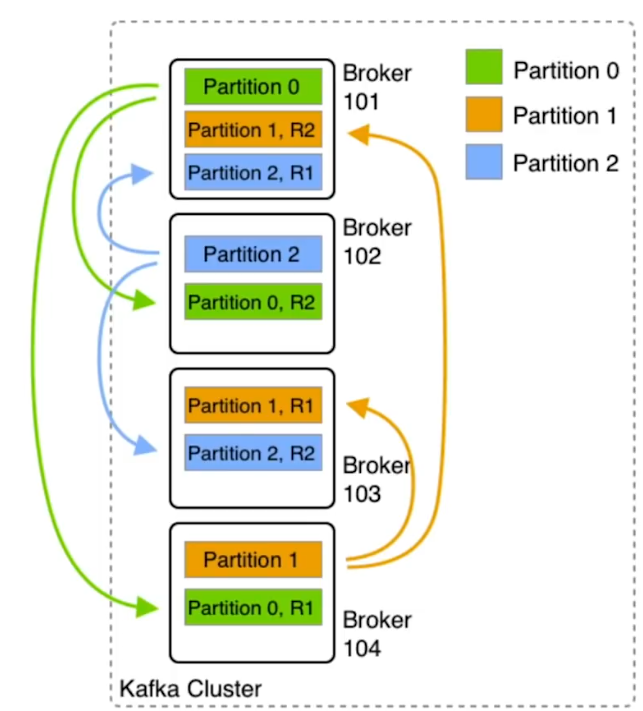 Partition 0
Partition 1, R2
Partition 2, R1
Broker
101
Partition 0
Partition 1
Partition 2
Partition 2
Partition 0, R2
Broker
102
Partition 1, R1
Partition 2, R2
Broker
103
Partition 1
Partition 0, R1
Broker
104
Kafka Cluster